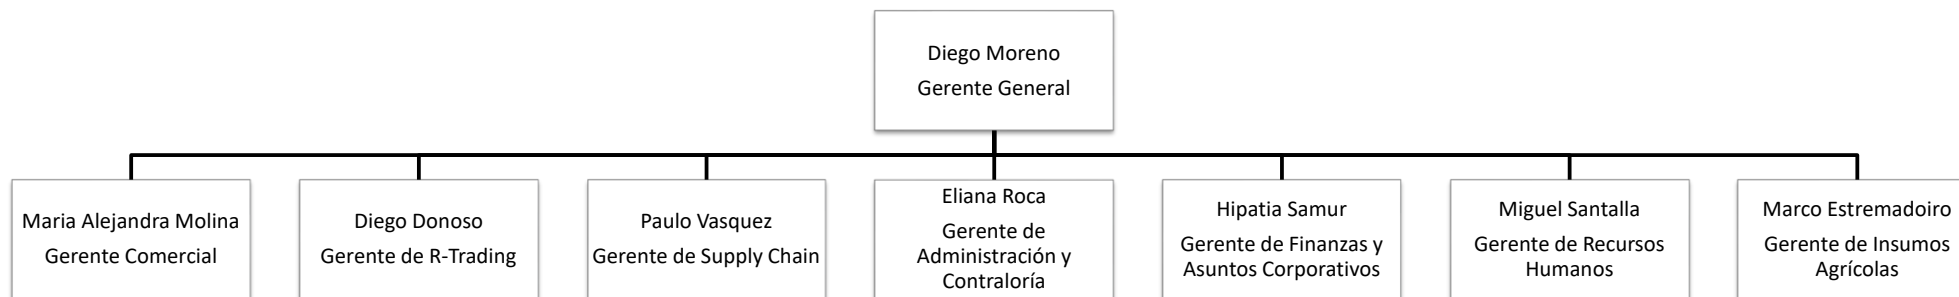 Diego Moreno
Gerente General
Maria Alejandra Molina
Gerente Comercial
Diego Donoso
Gerente de R-Trading
Paulo Vasquez
Gerente de Supply Chain
Eliana Roca
Gerente de
Administración y
Contraloría
Hipatia Samur
Gerente de Finanzas y
Asuntos Corporativos
Miguel Santalla
Gerente de Recursos
Humanos
Marco Estremadoiro
Gerente de Insumos
Agrícolas